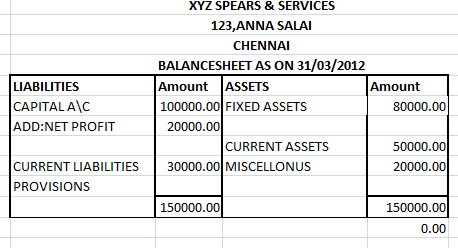 XYZ SPEARS & SERVICES
123,ANNA SALAI
CHENNAI
BALANCESHEET AS ON 31/03/2012
LIABILITIES Amount ASSETS Amount
CAPITAL A\C 100000.00 FIXED ASSETS 80000.00
ADD:NET PROFIT 20000.00
CURRENT ASSETS 50000.00
CURRENT LIABILITIES 30000.00 MISCELLONUS 20000.00
PROVISIONS
150000.00 150000.00
0.00